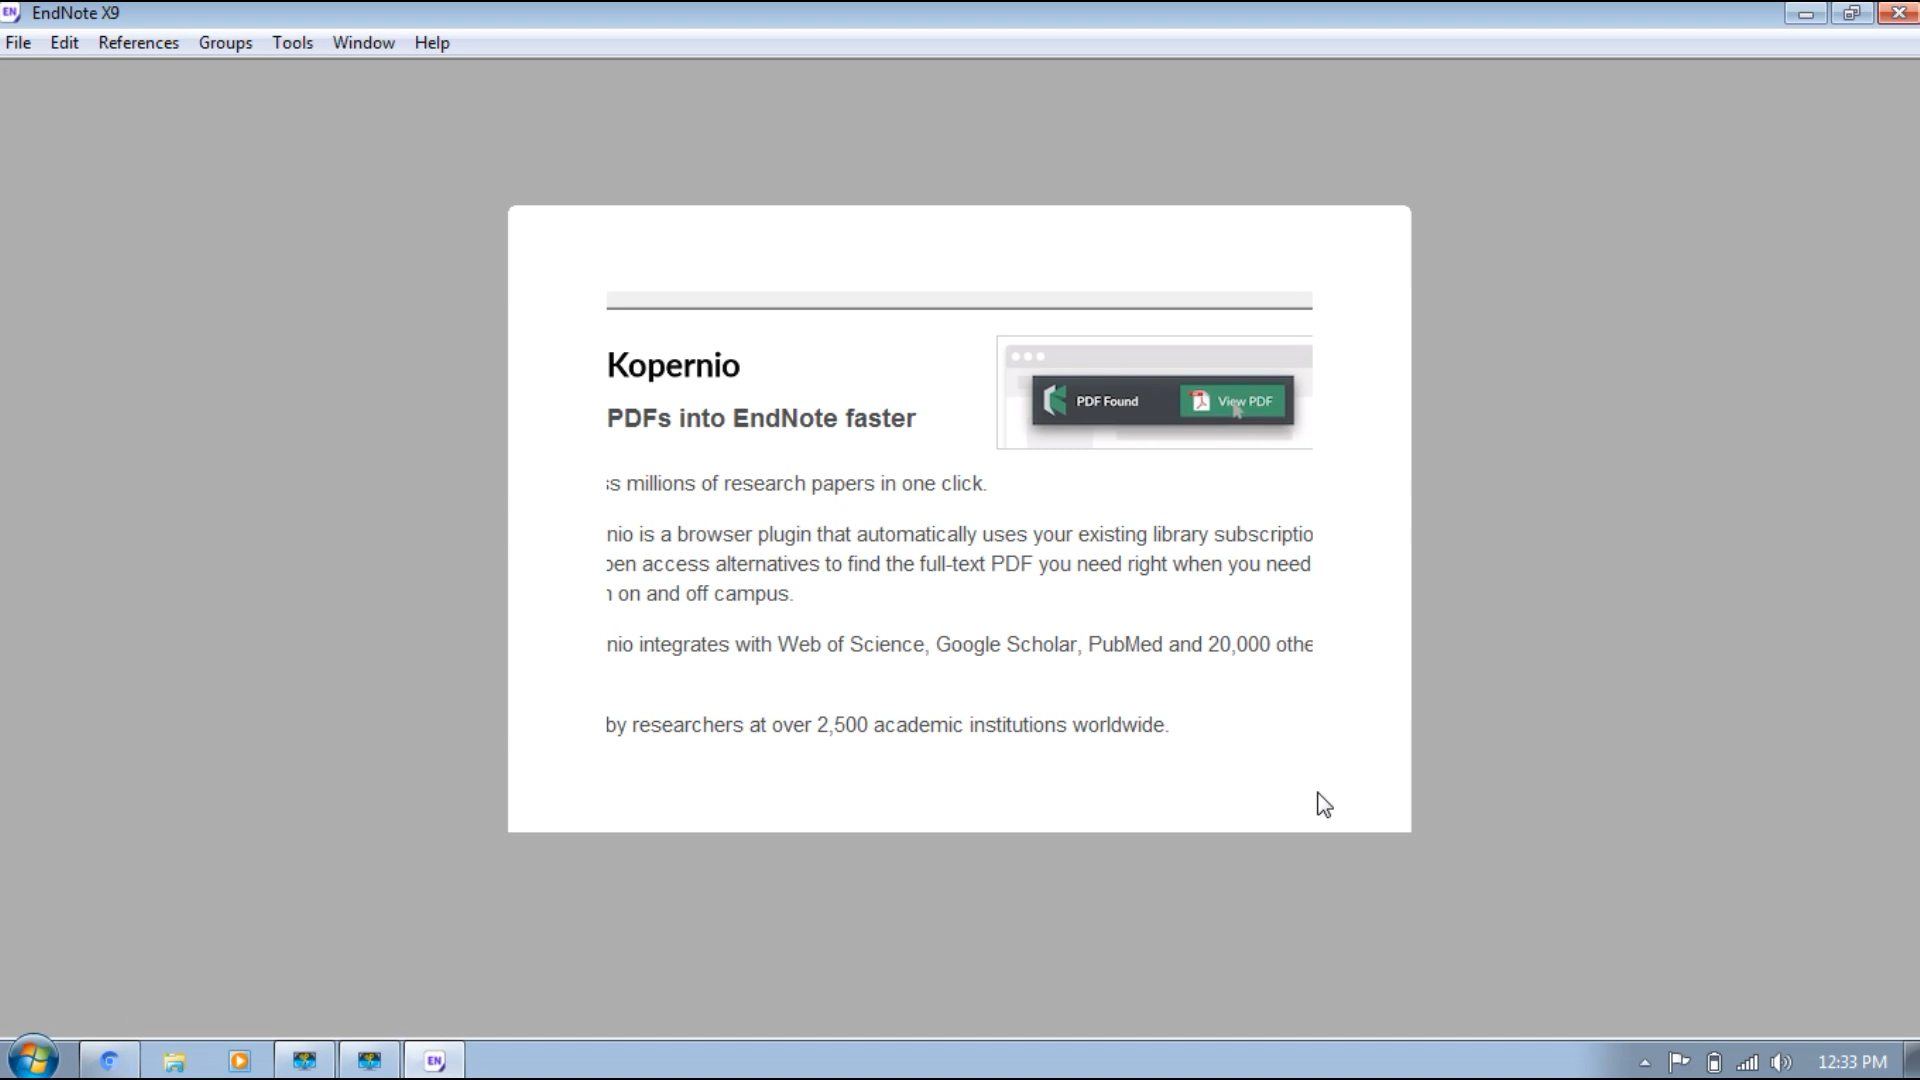 EN EndNote X9
File Edit References Groups Tools Window Help
Kopernio
PDF Found View PDF
PDFs into EndNote faster
ss millions of research papers in one click.
nio is a browser plugin that automatically uses your existing library subscriptio
pen access alternatives to find the full-text PDF you need right when you need
n on and off campus.
nio integrates with Web of Science, Google Scholar, PubMed and 20,000 othe
by researchers at over 2,500 academic institutions worldwide.
EN 12:33 PM